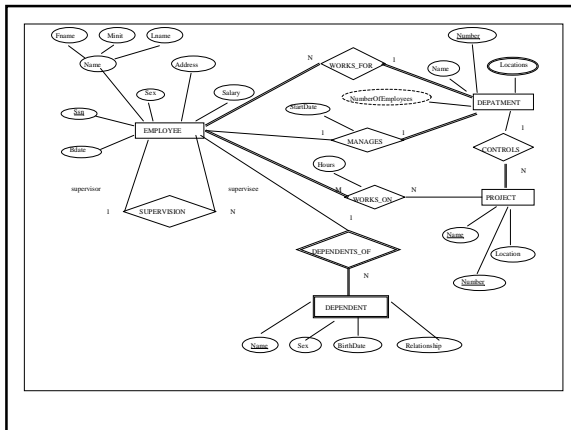 Fname Minit Lname
Number
Name Address N WORKS_FOR 1 Name Locations
Sex Salary NumberOfEmployees
Ssn StartDate DEPATMENT
EMPLOYEE
1 MANAGES 1 1
Bdate CONTROLS
Hours
supervisor supervisee M N N
1 SUPERVISION N WORKS_ON PROJECT
1
Name
DEPENDENTS_OF Location
N Number
DEPENDENT
Name Sex BirthDate Relationship